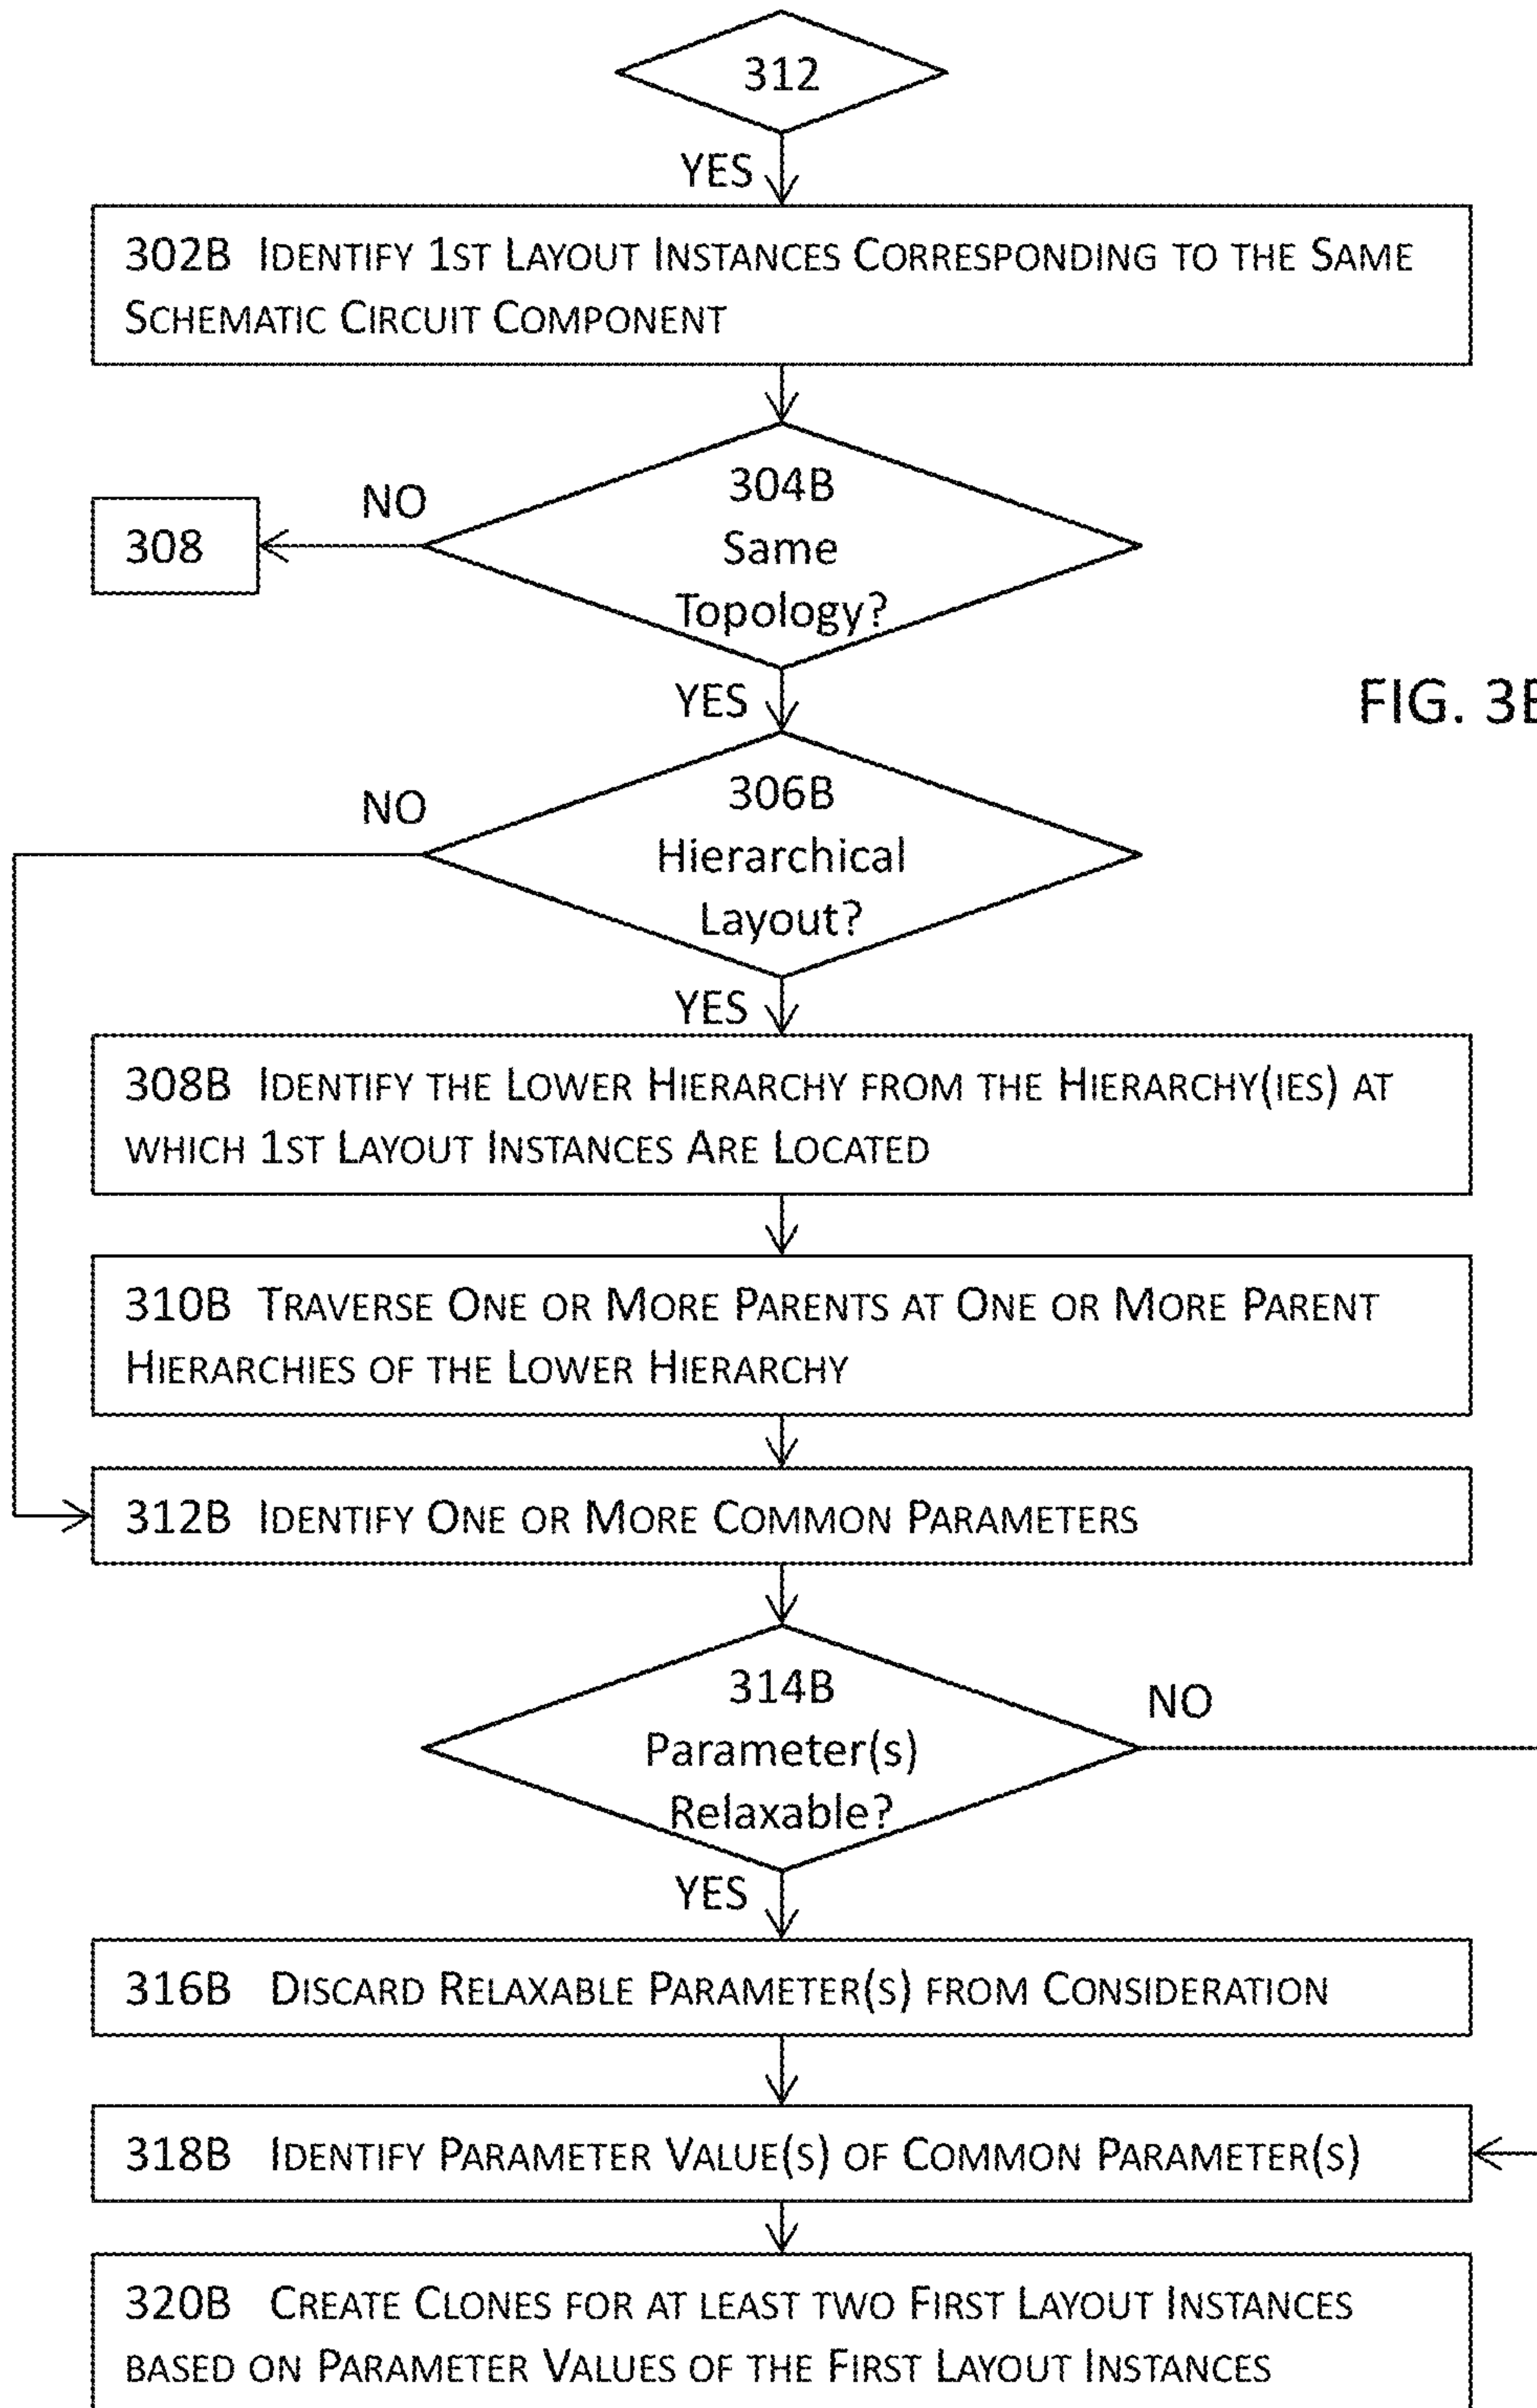 312
YES
302B IDENTIFY 1ST LAYOUT INSTANCES CORRESPONDING TO THE SAME
SCHEMATIC CIRCUIT COMPONENT
304B
Same
Topology?
NO
308
YES
FIG. 3B
306B
Hierarchical
Layout?
NO
YES
308B IDENTIFY THE LOWER HIERARCHY FROM THE HIERARCHY(IES) AT
WHICH 1ST LAYOUT INSTANCES ARE LOCATED
310B TRAVERSE ONE OR MORE PARENTS AT ONE OR MORE PARENT
HIERARCHIES OF THE LOWER HIERARCHY
312B IDENTIFY ONE OR MORE COMMON PARAMETERS
314B
Parameter(s)
Relaxable?
NO
YES
316B DISCARD RELAXABLE PARAMETER(S) FROM CONSIDERATION
318B IDENTIFY PARAMETER VALUE(S) OF COMMON PARAMETER(S)
320B CREATE CLONES FOR AT LEAST TWO FIRST LAYOUT INSTANCES
BASED ON PARAMETER VALUES OF THE FIRST LAYOUT INSTANCES